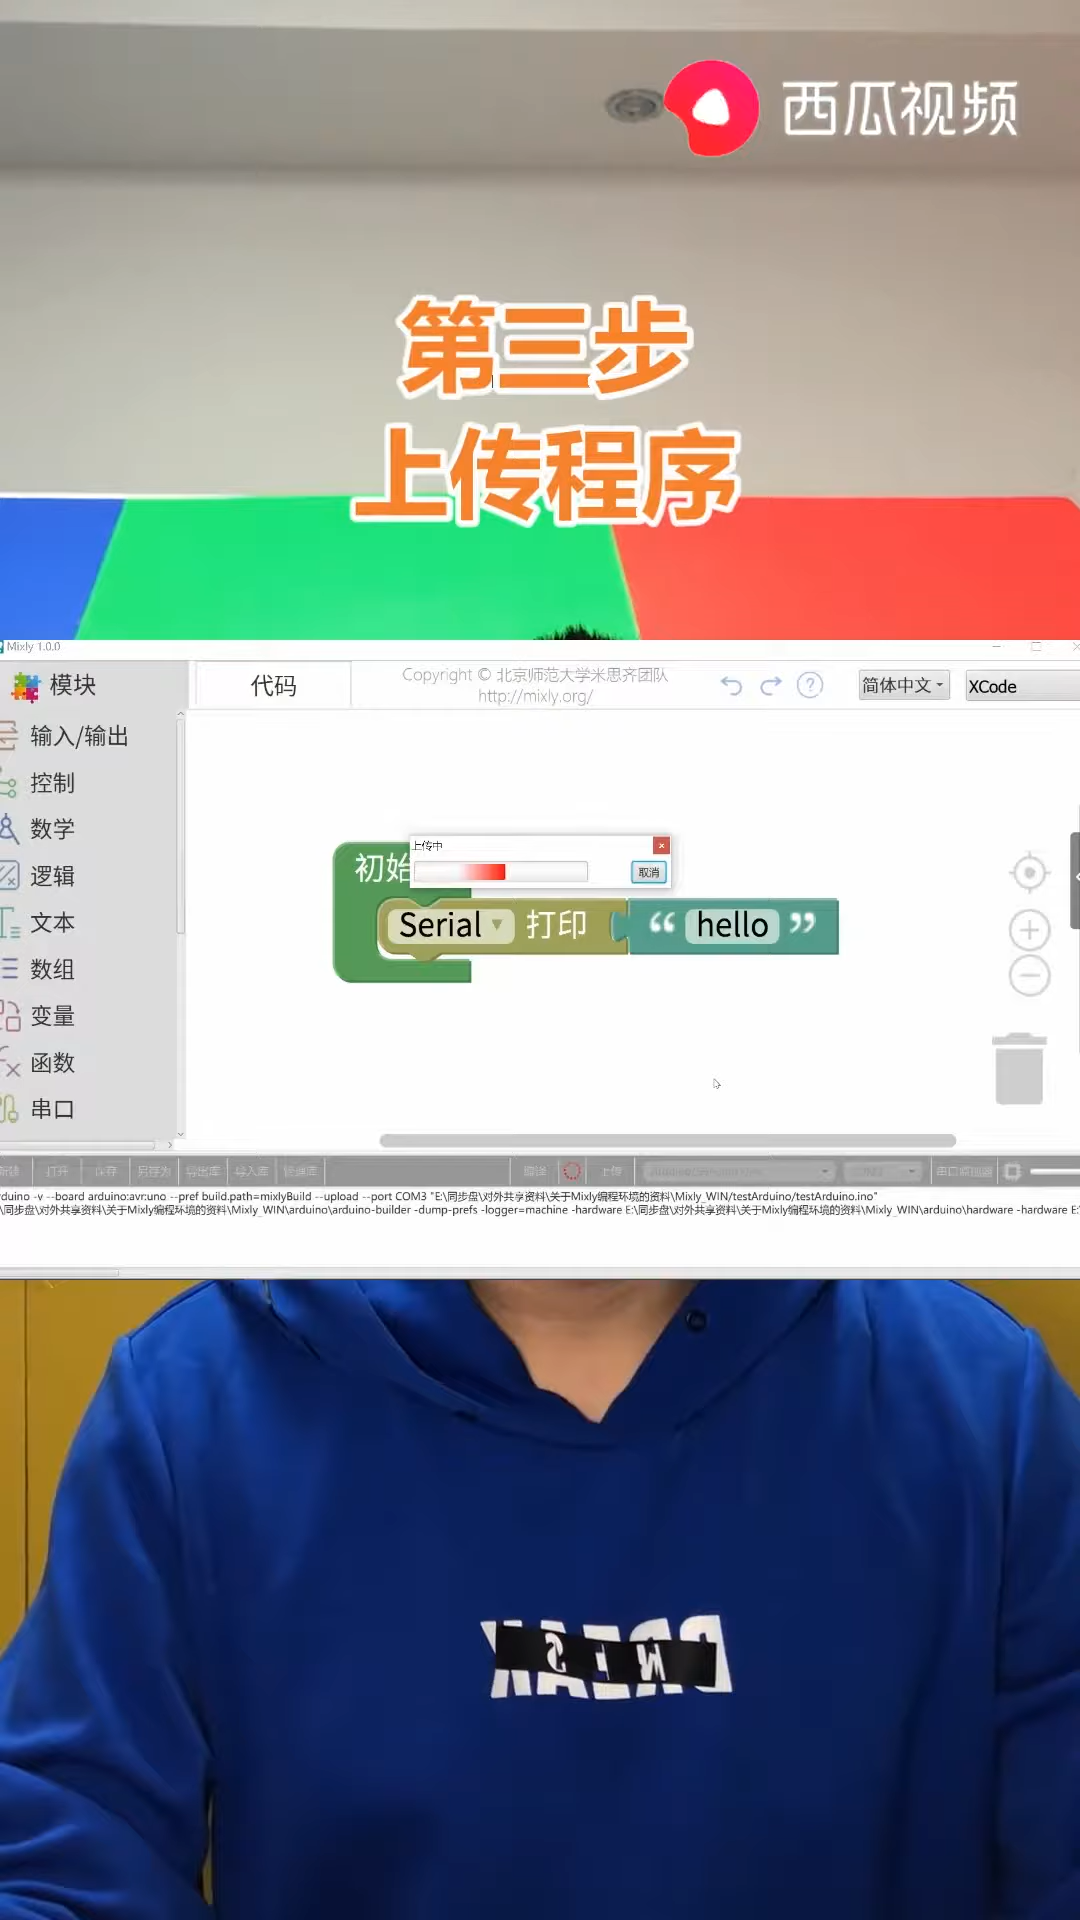 西瓜视频
第三步
上传程序
Mixly 1.0.0
模块
代码
Copyright © 北京师范大学米思齐团队
http://mixly.org/
简体中文
XCode
输入/输出
控制
数学
逻辑
文本
数组
变量
函数
串口
上传中
取消
初始
Serial 打印 “ hello ”
打开 保存 另存为 导出库 导入库 管理库 编译 上传 串口监视器
duino -v --board arduino:avr:uno --pref build.path=mixlyBuild --upload --port COM3 "E:\同步盘\对外共享资料\关于Mixly编程环境的资料\Mixly_WIN/testArduino/testArduino.ino"
\同步盘\对外共享资料\关于Mixly编程环境的资料\Mixly_WIN\arduino\arduino-builder -dump-prefs -logger=machine -hardware E:\同步盘\对外共享资料\关于Mixly编程环境的资料\Mixly_WIN\arduino\hardware -hardware E: